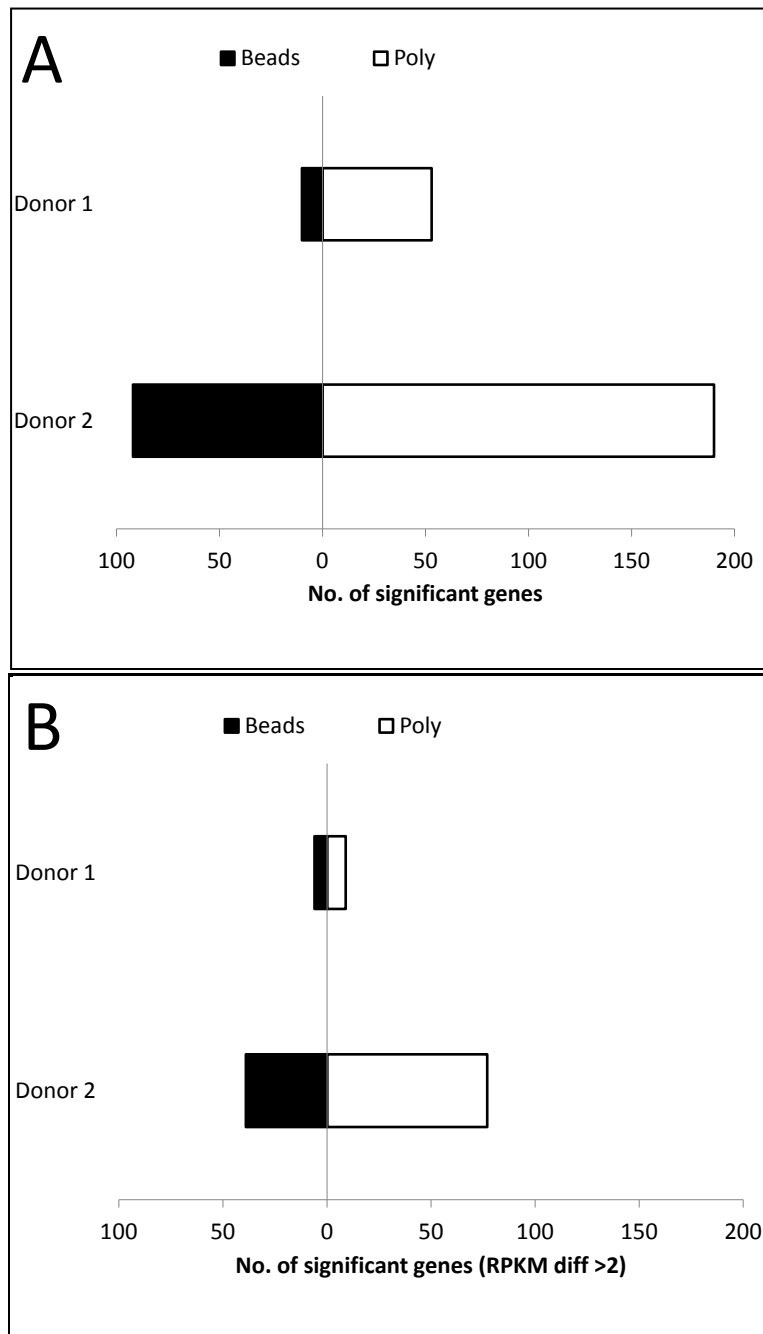 A
Beads Poly
Donor 1
Donor 2
100 50 0 50 100 150 200
No. of significant genes
B
Beads Poly
Donor 1
Donor 2
100 50 0 50 100 150 200
No. of significant genes (RPKM diff >2)